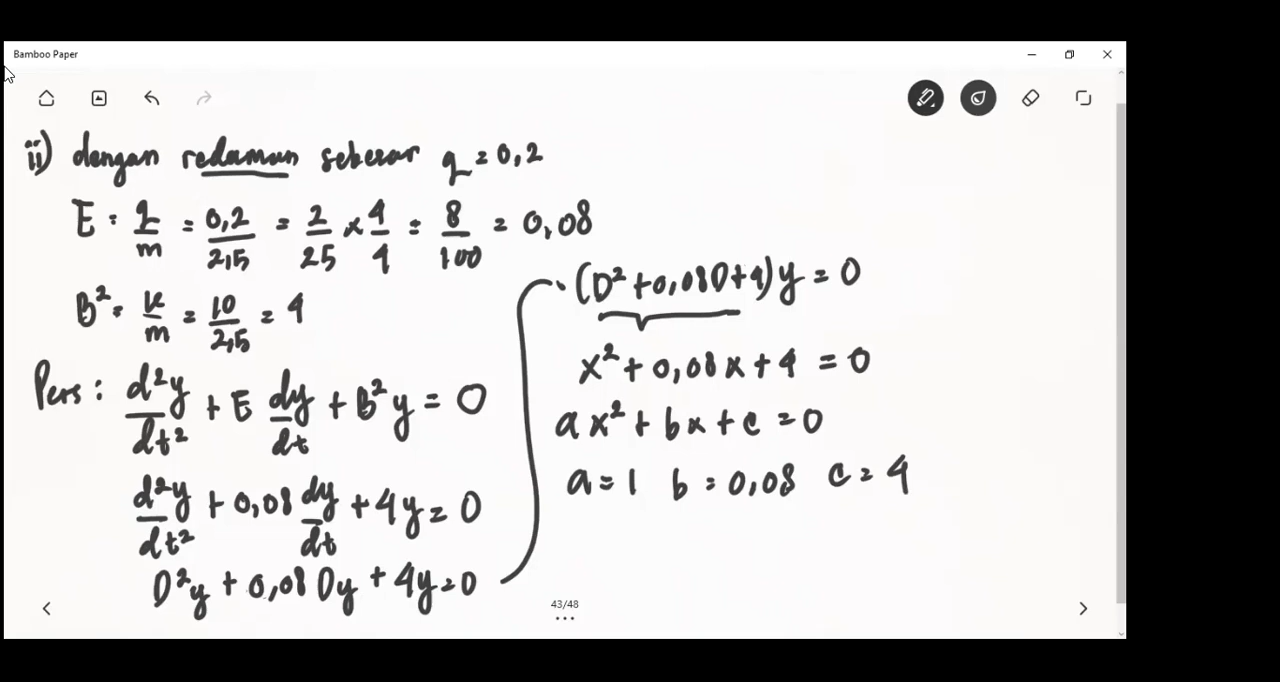 Bamboo Paper
ii) dengan redaman sebesar q = 0,2
E = q/m = 0,2/2,5 = 2/25 × 4/4 = 8/100 = 0,08
B² = k/m = 10/2,5 = 4
Pers : d²y/dt² + E dy/dt + B²y = 0
d²y/dt² + 0,08 dy/dt + 4y = 0
D²y + 0,08 Dy + 4y = 0
(D² + 0,08D + 4)y = 0
x² + 0,08x + 4 = 0
ax² + bx + c = 0
a = 1 b = 0,08 c = 4
43/48